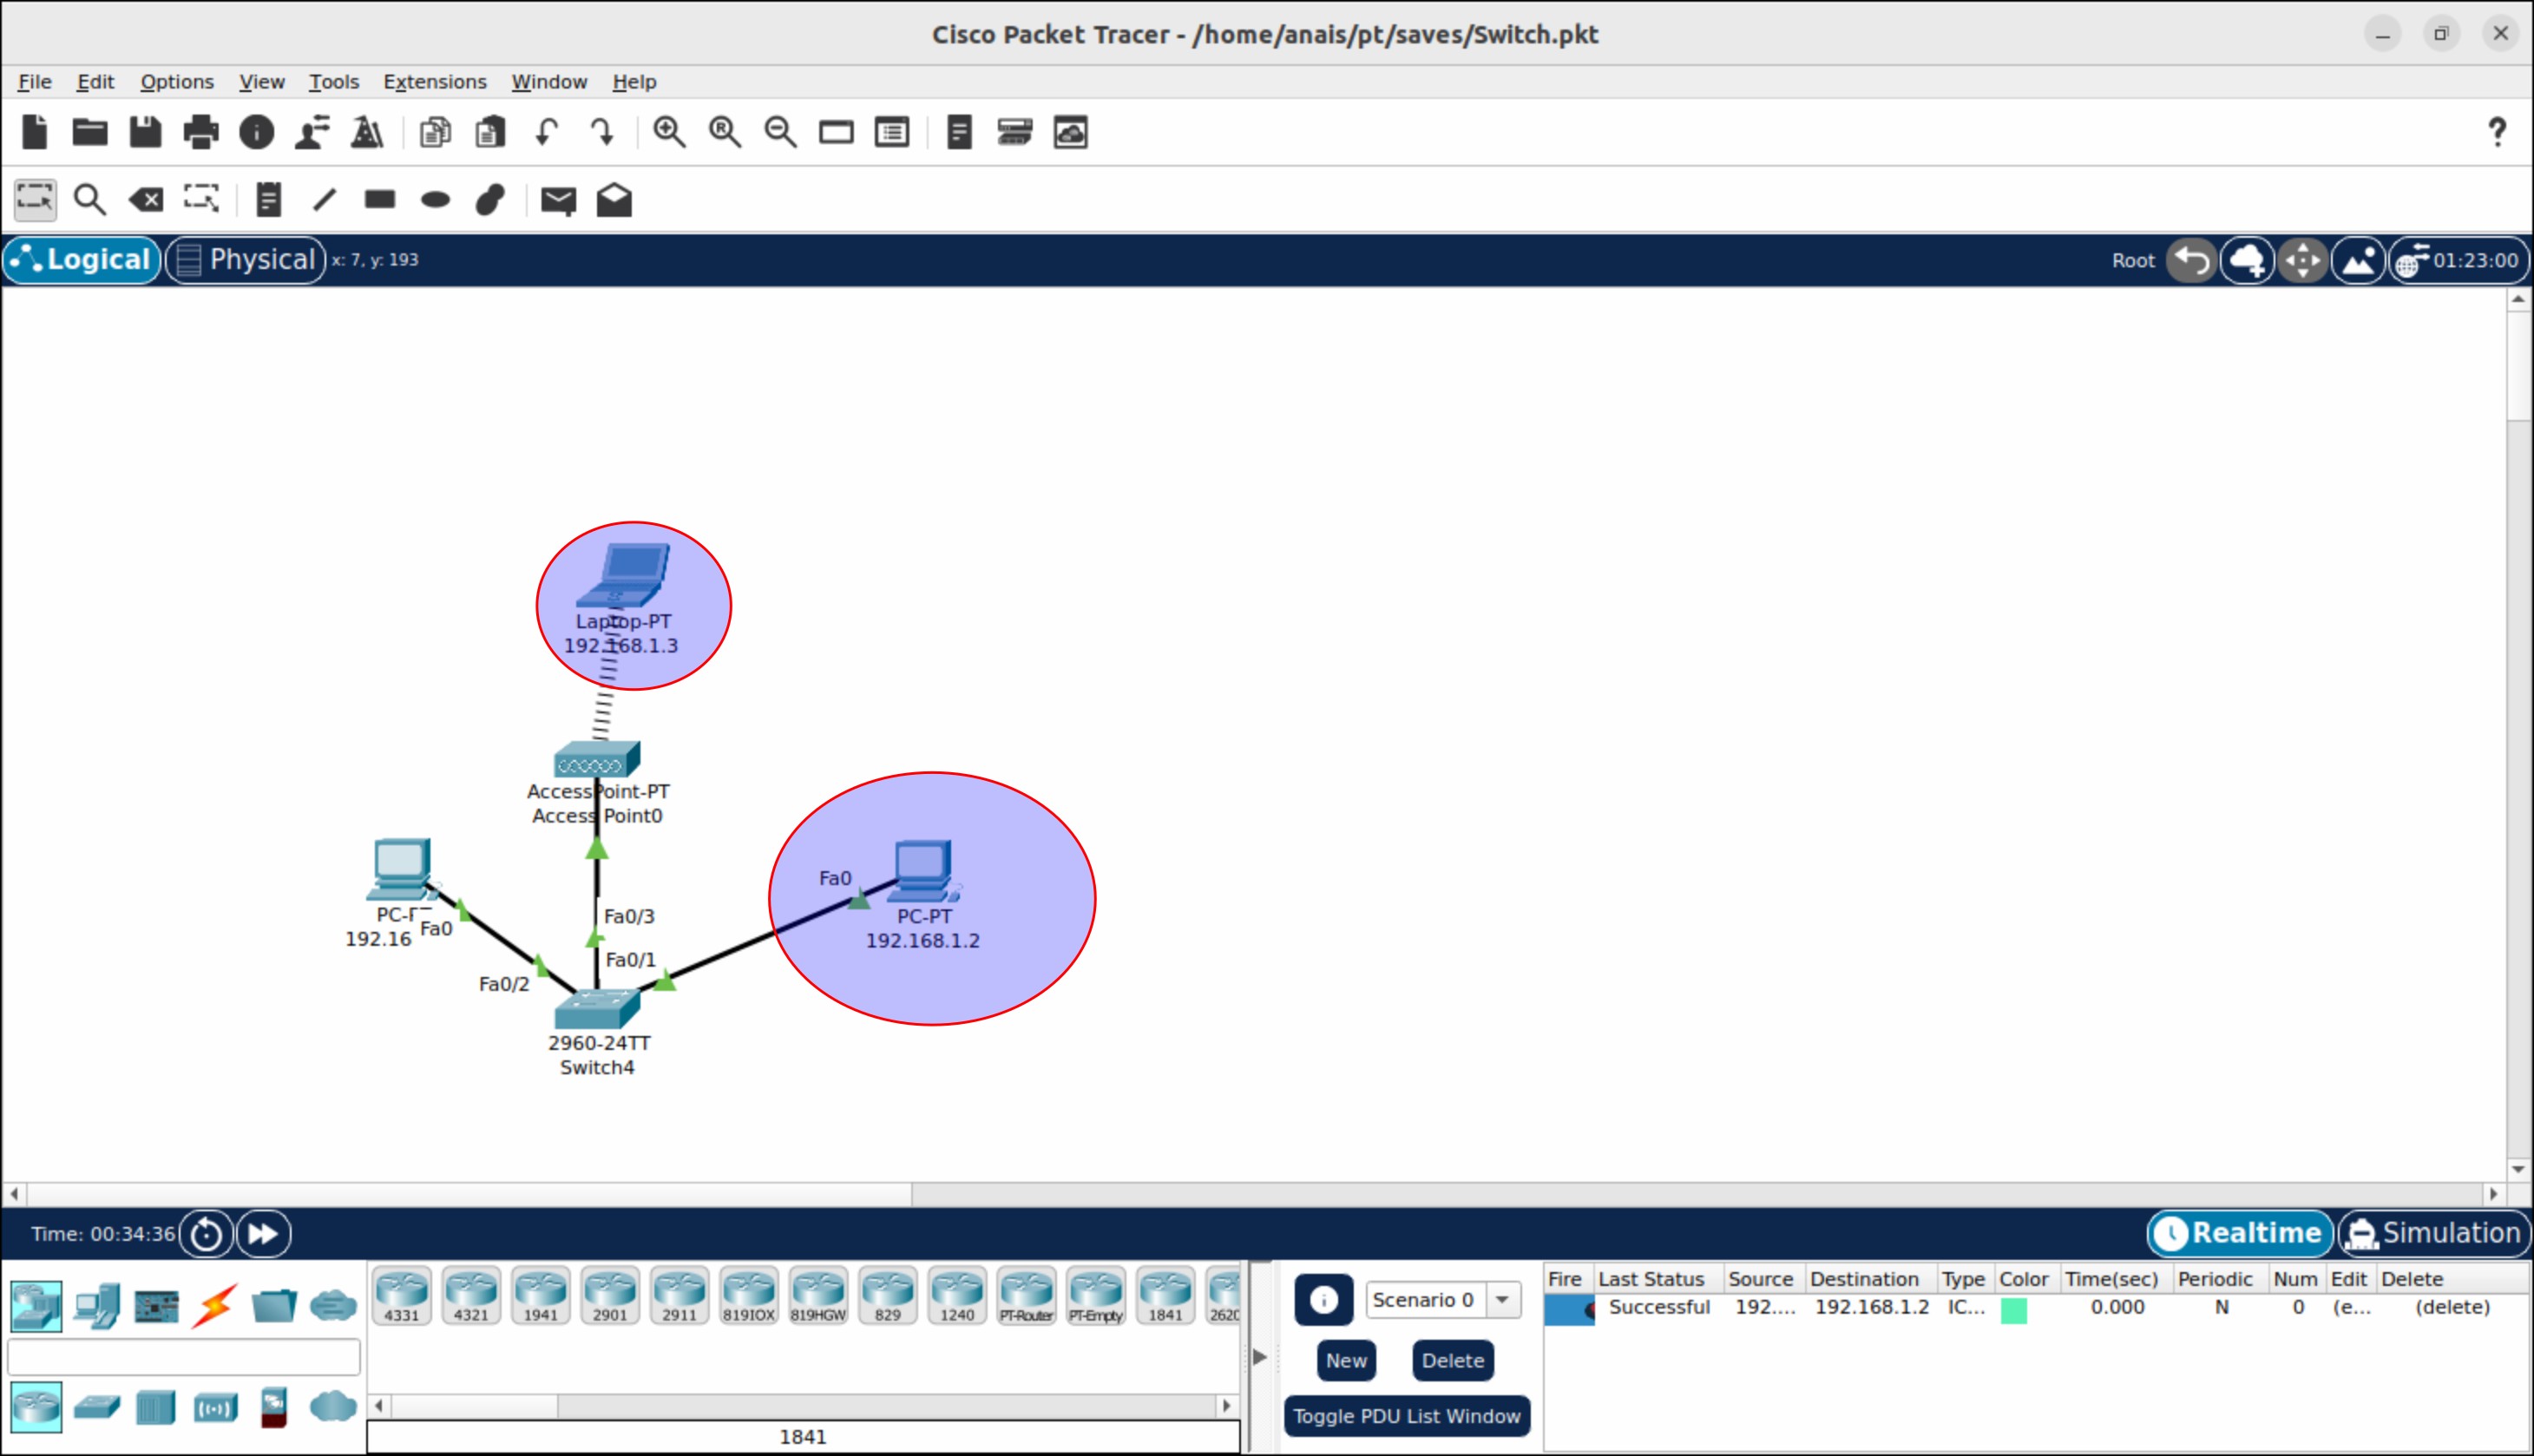 Cisco Packet Tracer - /home/anais/pt/saves/Switch.pkt
File Edit Options View Tools Extensions Window Help
Logical Physical x: 7, y: 193 Root 01:23:00
Laptop-PT
192.168.1.3
AccessPoint-PT
Access Point0
Fa0
PC-PT
192.168.1.2
Fa0
192.16
Fa0/3
Fa0/1
Fa0/2
2960-24TT
Switch4
Time: 00:34:36 Realtime Simulation
4331 4321 1941 2901 2911 819IOX 819HGW 829 1240 PT-Router PT-Empty 1841 2620
1841
Scenario 0
New Delete
Toggle PDU List Window
Fire Last Status Source Destination Type Color Time(sec) Periodic Num Edit Delete
Successful 192.... 192.168.1.2 IC... 0.000 N 0 (e... (delete)